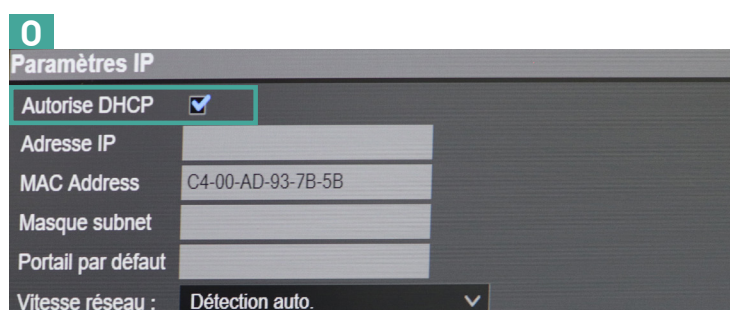 0
Paramètres IP
Autorise DHCP
Adresse IP
MAC Address C4-00-AD-93-7B-5B
Masque subnet
Portail par défaut
Vitesse réseau : Détection auto.